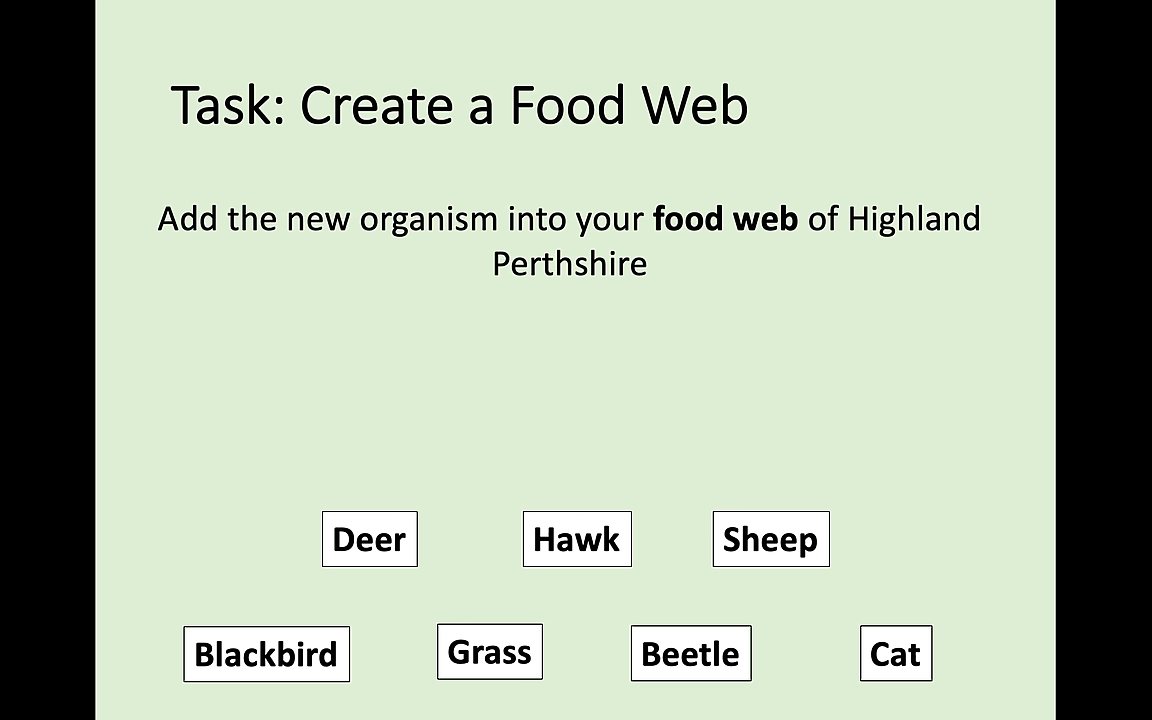 Task: Create a Food Web
Add the new organism into your food web of Highland
Perthshire
Deer Hawk Sheep
Blackbird Grass Beetle Cat